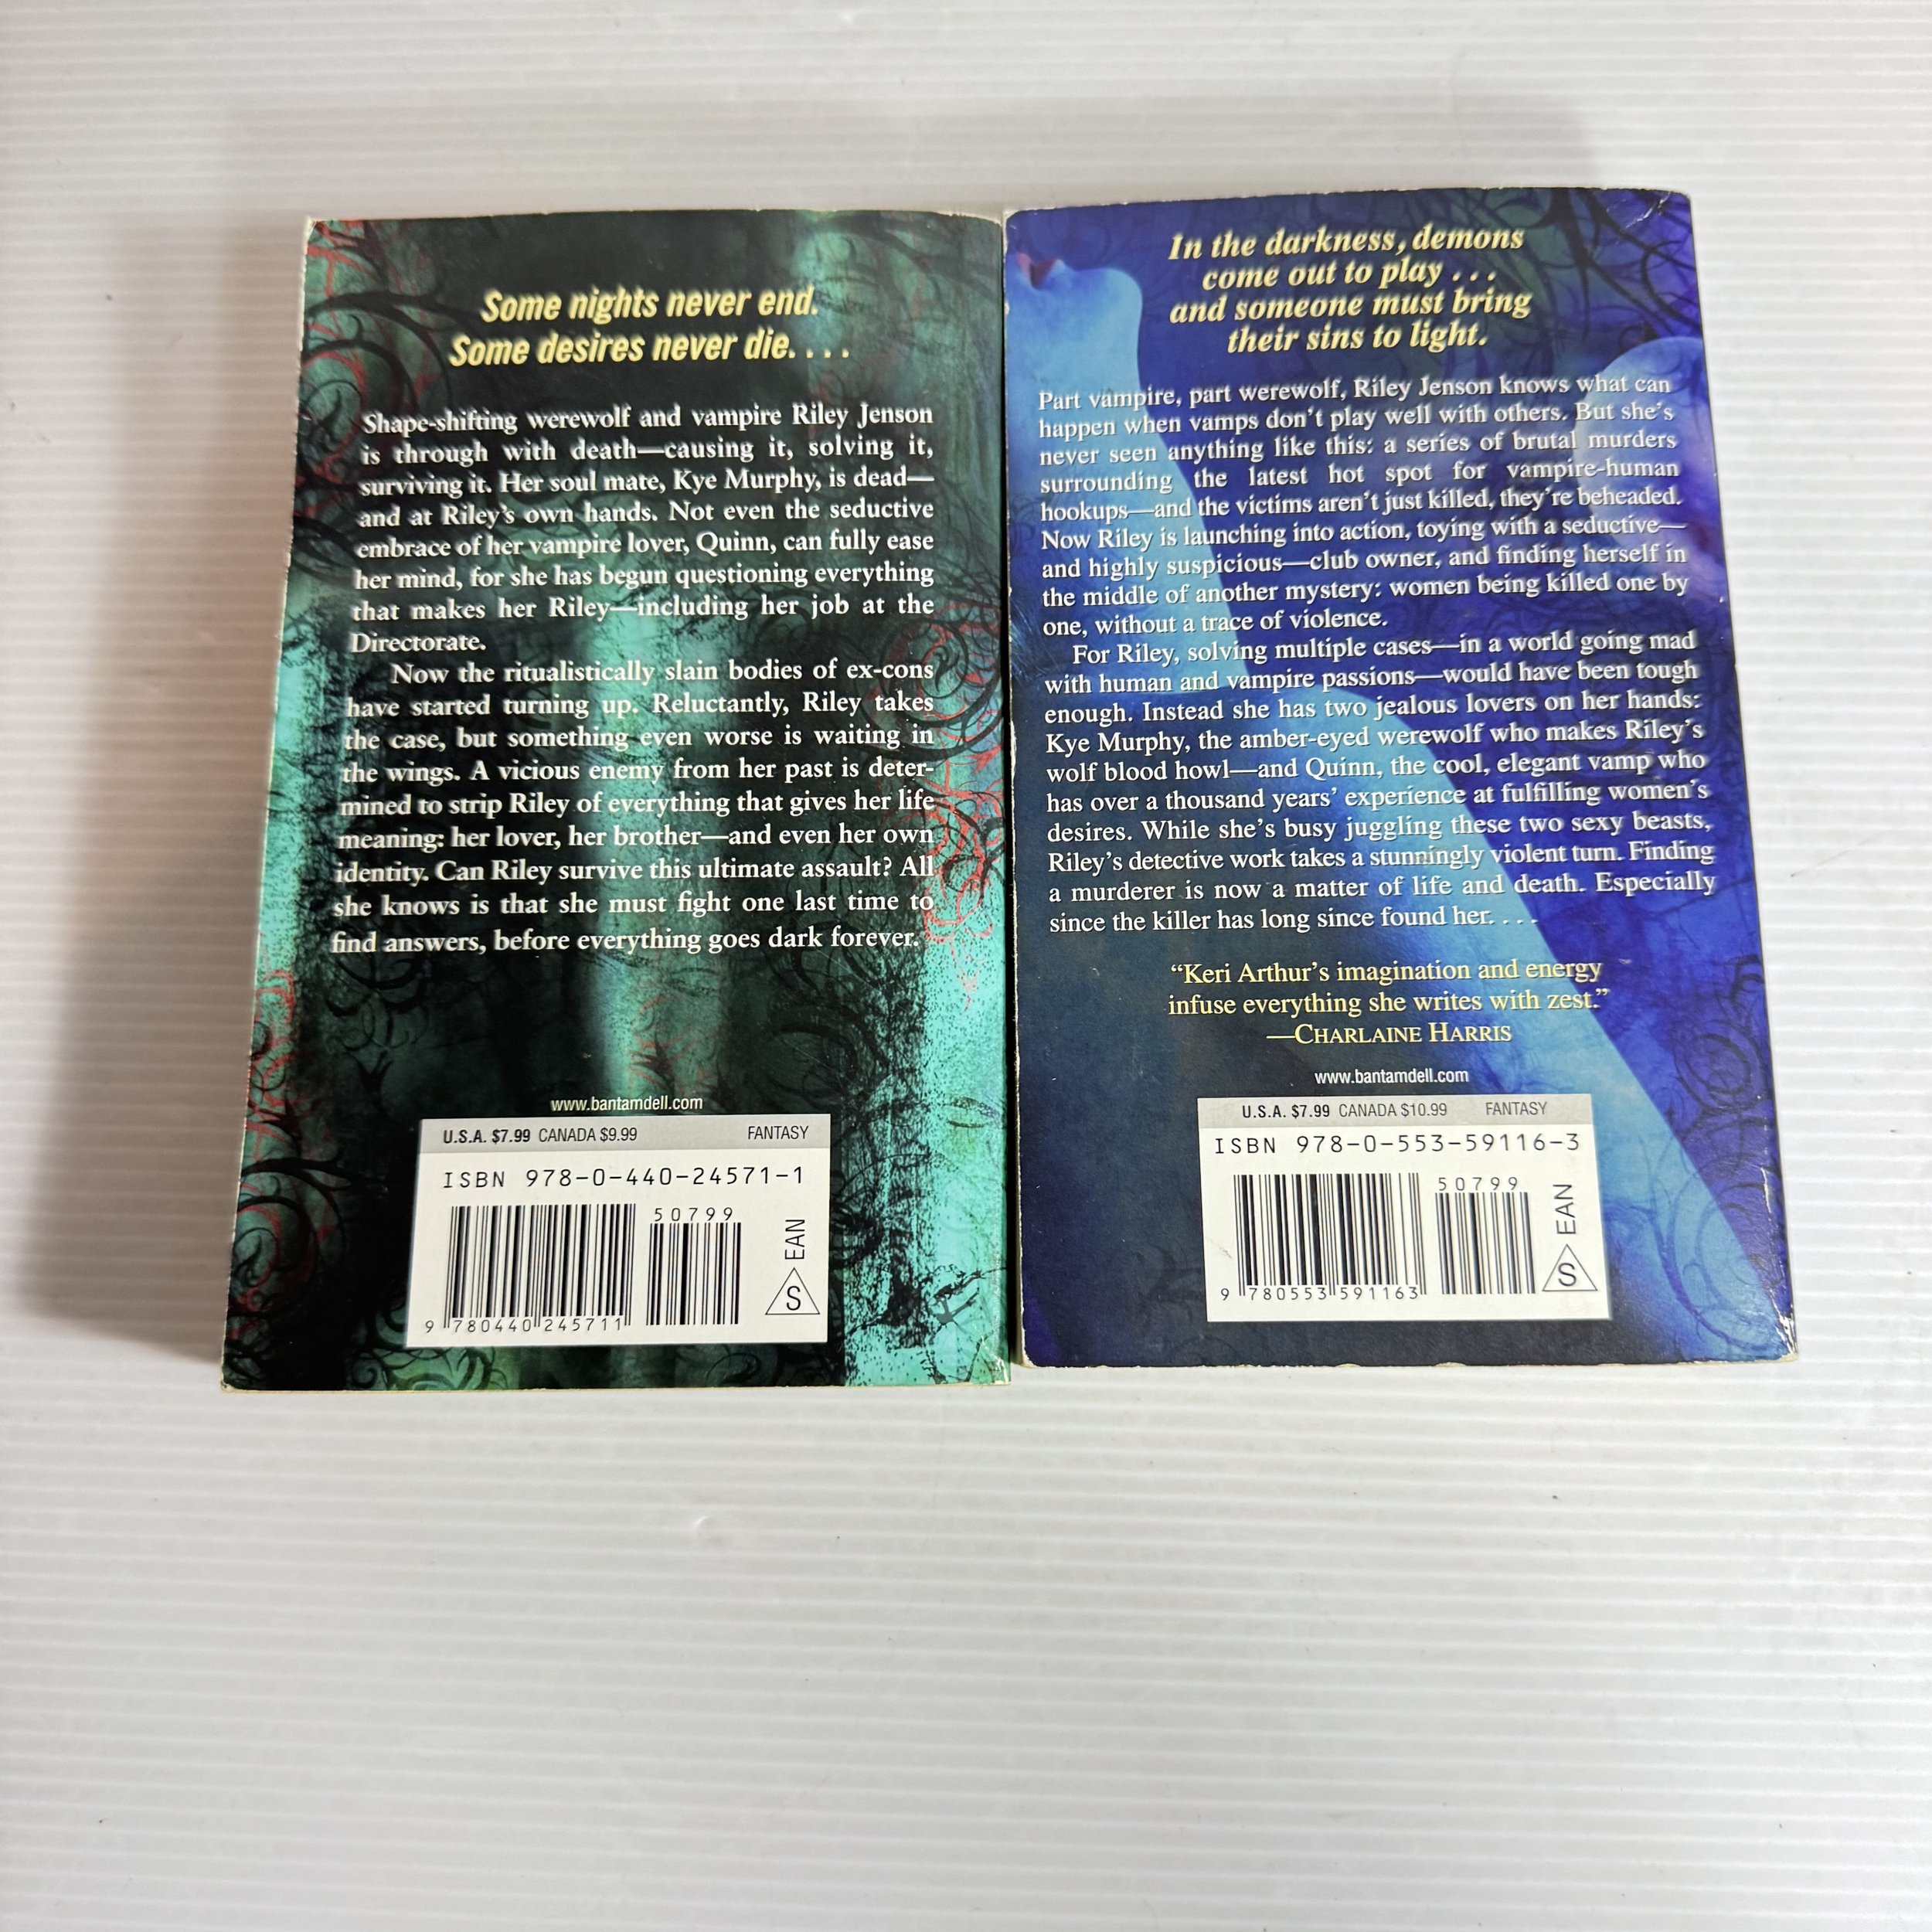 Some nights never end.
Some desires never die. . . .
Shape-shifting werewolf and vampire Riley Jenson
is through with death—causing it, solving it,
surviving it. Her soul mate, Kye Murphy, is dead—
and at Riley's own hands. Not even the seductive
embrace of her vampire lover, Quinn, can fully ease
her mind, for she has begun questioning everything
that makes her Riley—including her job at the
Directorate.
Now the ritualistically slain bodies of ex-cons
have started turning up. Reluctantly, Riley takes
the case, but something even worse is waiting in
the wings. A vicious enemy from her past is deter-
mined to strip Riley of everything that gives her life
meaning: her lover, her brother—and even her own
identity. Can Riley survive this ultimate assault? All
she knows is that she must fight one last time to
find answers, before everything goes dark forever.
www.bantamdell.com
U.S.A. $7.99 CANADA $9.99 FANTASY
ISBN 978-0-440-24571-1
50799
EAN
S
9 780440 245711
In the darkness, demons
come out to play . . .
and someone must bring
their sins to light.
Part vampire, part werewolf, Riley Jenson knows what can
happen when vamps don't play well with others. But she's
never seen anything like this: a series of brutal murders
surrounding the latest hot spot for vampire-human
hookups—and the victims aren't just killed, they're beheaded.
Now Riley is launching into action, toying with a seductive—
and highly suspicious—club owner, and finding herself in
the middle of another mystery: women being killed one by
one, without a trace of violence.
For Riley, solving multiple cases—in a world going mad
with human and vampire passions—would have been tough
enough. Instead she has two jealous lovers on her hands:
Kye Murphy, the amber-eyed werewolf who makes Riley's
wolf blood howl—and Quinn, the cool, elegant vamp who
has over a thousand years' experience at fulfilling women's
desires. While she's busy juggling these two sexy beasts,
Riley's detective work takes a stunningly violent turn. Finding
a murderer is now a matter of life and death. Especially
since the killer has long since found her. . . .
“Keri Arthur's imagination and energy
infuse everything she writes with zest.”
—CHARLAINE HARRIS
www.bantamdell.com
U.S.A. $7.99 CANADA $10.99 FANTASY
ISBN 978-0-553-59116-3
50799
EAN
S
9 780553 591163